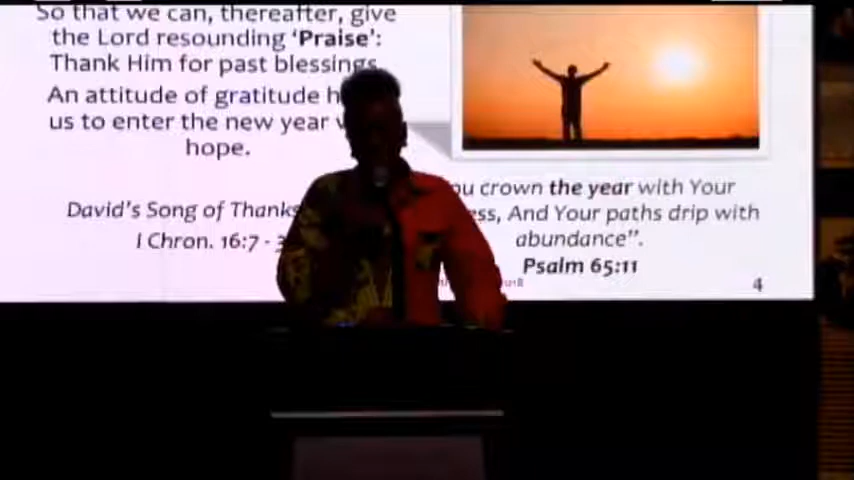 So that we can, thereafter, give
the Lord resounding ‘Praise’:
Thank Him for past blessings
An attitude of gratitude
us to enter the new year
hope.
David’s Song of Thanks
I Chron. 16:7 -
crown the year with Your
And Your paths drip with
abundance”.
Psalm 65:11
4